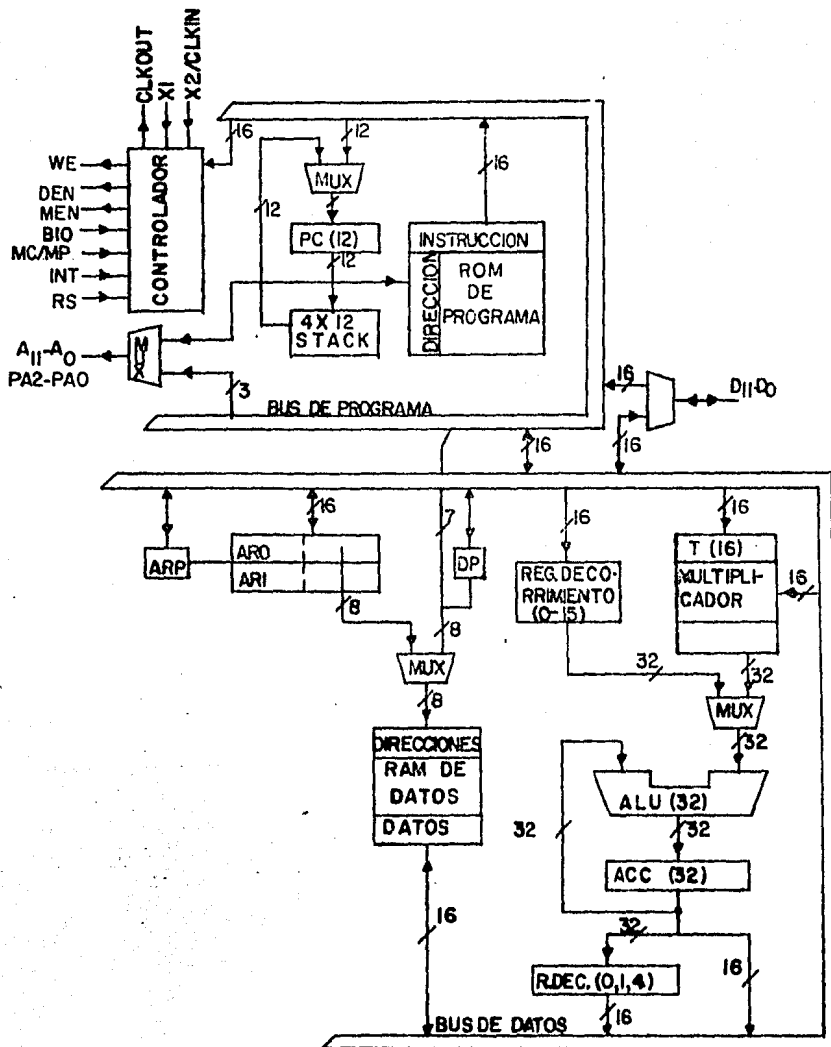 CLKOUT
X1
X2/CLKIN
WE
DEN
MEN
BIO
MC/MP
INT
RS
CONTROLADOR
16
12
MUX
12
PC (12)
12
4 X 12
STACK
16
INSTRUCCION
DIRECCION
ROM
DE
PROGRAMA
A11-A0
PA2-PA0
MUX
3
BUS DE PROGRAMA
16
16
16
D11-D0
ARP
16
AR0
AR1
8
7
DP
8
MUX
8
DIRECCIONES
RAM DE
DATOS
DATOS
16
16
REG. DE CO-
RRIMIENTO
(0-15)
32
16
T (16)
MULTIPLI-
CADOR
16
32
MUX
32
ALU (32)
32
32
ACC (32)
32
R.DEC. (0,1,4)
16
16
BUS DE DATOS